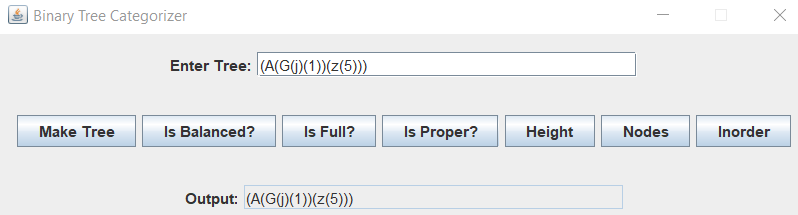 Binary Tree Categorizer
Enter Tree: (A(G(j)(1))(z(5)))
Make Tree Is Balanced? Is Full? Is Proper? Height Nodes Inorder
Output: (A(G(j)(1))(z(5)))